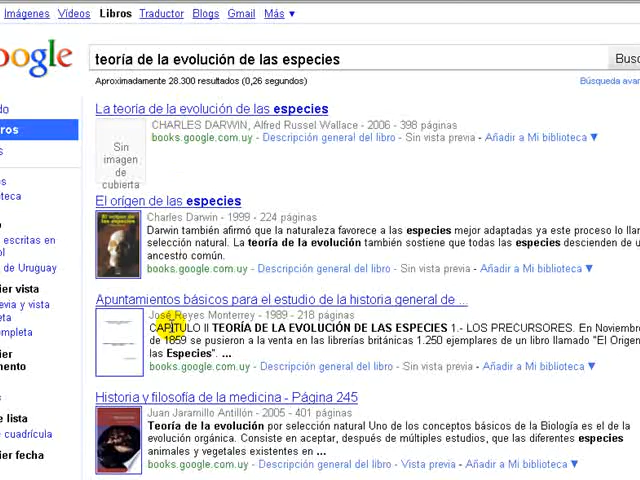 Imágenes Vídeos Libros Traductor Blogs Gmail Más ▼
oogle teoría de la evolución de las especies
Aproximadamente 28.300 resultados (0,26 segundos)
La teoría de la evolución de las especies
CHARLES DARWIN, Alfred Russel Wallace - 2006 - 398 páginas
books.google.com.uy - Descripción general del libro - Sin vista previa - Añadir a Mi biblioteca ▼
Sin
imagen
de
cubierta
El orígen de las especies
Charles Darwin - 1999 - 224 páginas
Darwin también afirmó que la naturaleza favorece a las especies mejor adaptadas ya este proceso lo
selección natural. La teoría de la evolución también sostiene que todas las especies descienden de
ancestro común.
books.google.com.uy - Descripción general del libro - Sin vista previa - Añadir a Mi biblioteca ▼
Apuntamientos básicos para el estudio de la historia general de ...
José Reyes Monterrey - 1989 - 218 páginas
CAPÍTULO II TEORÍA DE LA EVOLUCIÓN DE LAS ESPECIES 1.- LOS PRECURSORES. En Noviembre
de 1859 se pusieron a la venta en las librerías británicas 1.250 ejemplares de un libro llamado "El Origen
las Especies". ...
books.google.com.uy - Descripción general del libro - Sin vista previa - Añadir a Mi biblioteca ▼
Historia y filosofía de la medicina - Página 245
Juan Jaramillo Antillón - 2005 - 401 páginas
Teoría de la evolución por selección natural Uno de los conceptos básicos de la Biología es el de la
evolución orgánica. Consiste en aceptar, después de múltiples estudios, que las diferentes especies
animales y vegetales existentes en ...
books.google.com.uy - Descripción general del libro - Vista previa - Añadir a Mi biblioteca ▼
escritas en
de Uruguay
ier vista
evia y vista
completa
de lista
cuadrícula
ier fecha